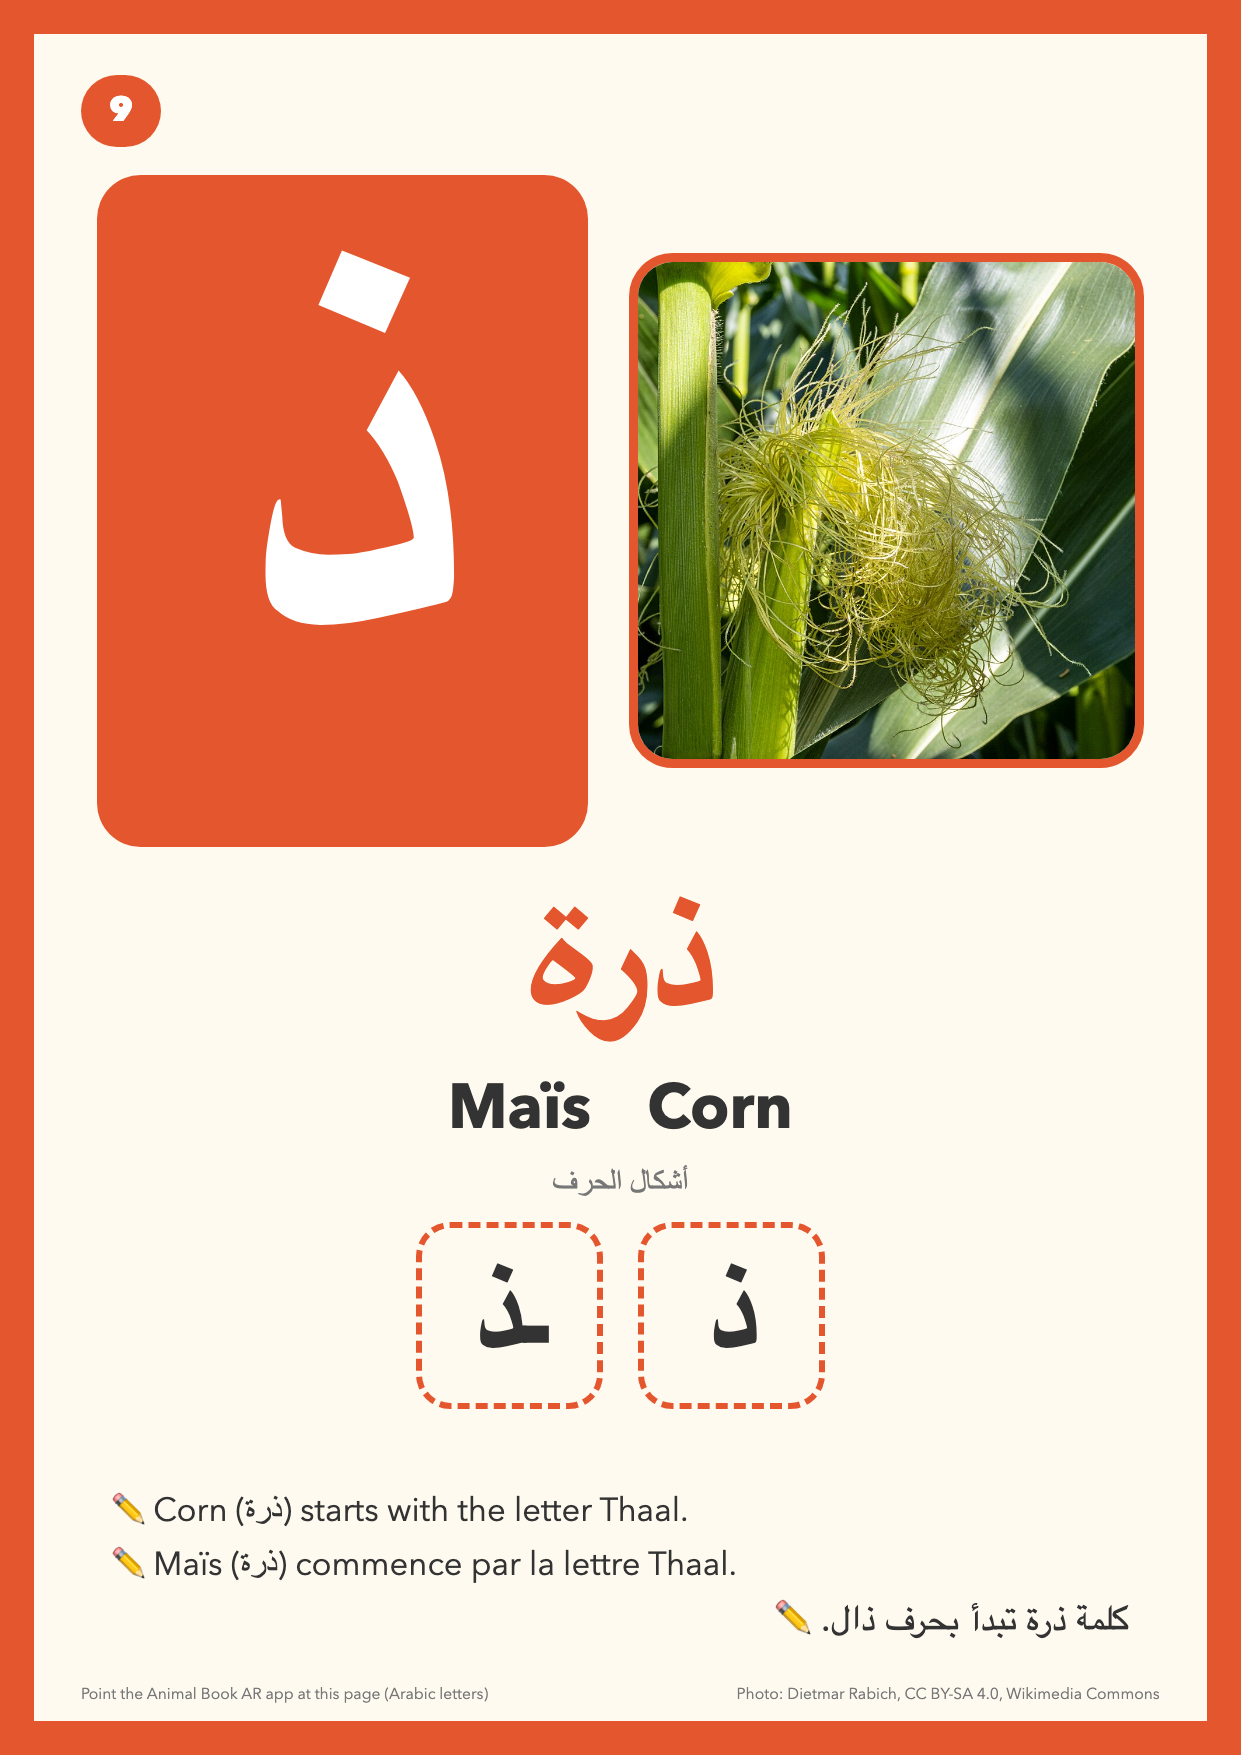 9
ذ
ذرة
Maïs Corn
أشكال الحرف
ذ ـذ
✏️ Corn (ذرة) starts with the letter Thaal.
✏️ Maïs (ذرة) commence par la lettre Thaal.
كلمة ذرة تبدأ بحرف ذال. ✏️
Point the Animal Book AR app at this page (Arabic letters)
Photo: Dietmar Rabich, CC BY-SA 4.0, Wikimedia Commons